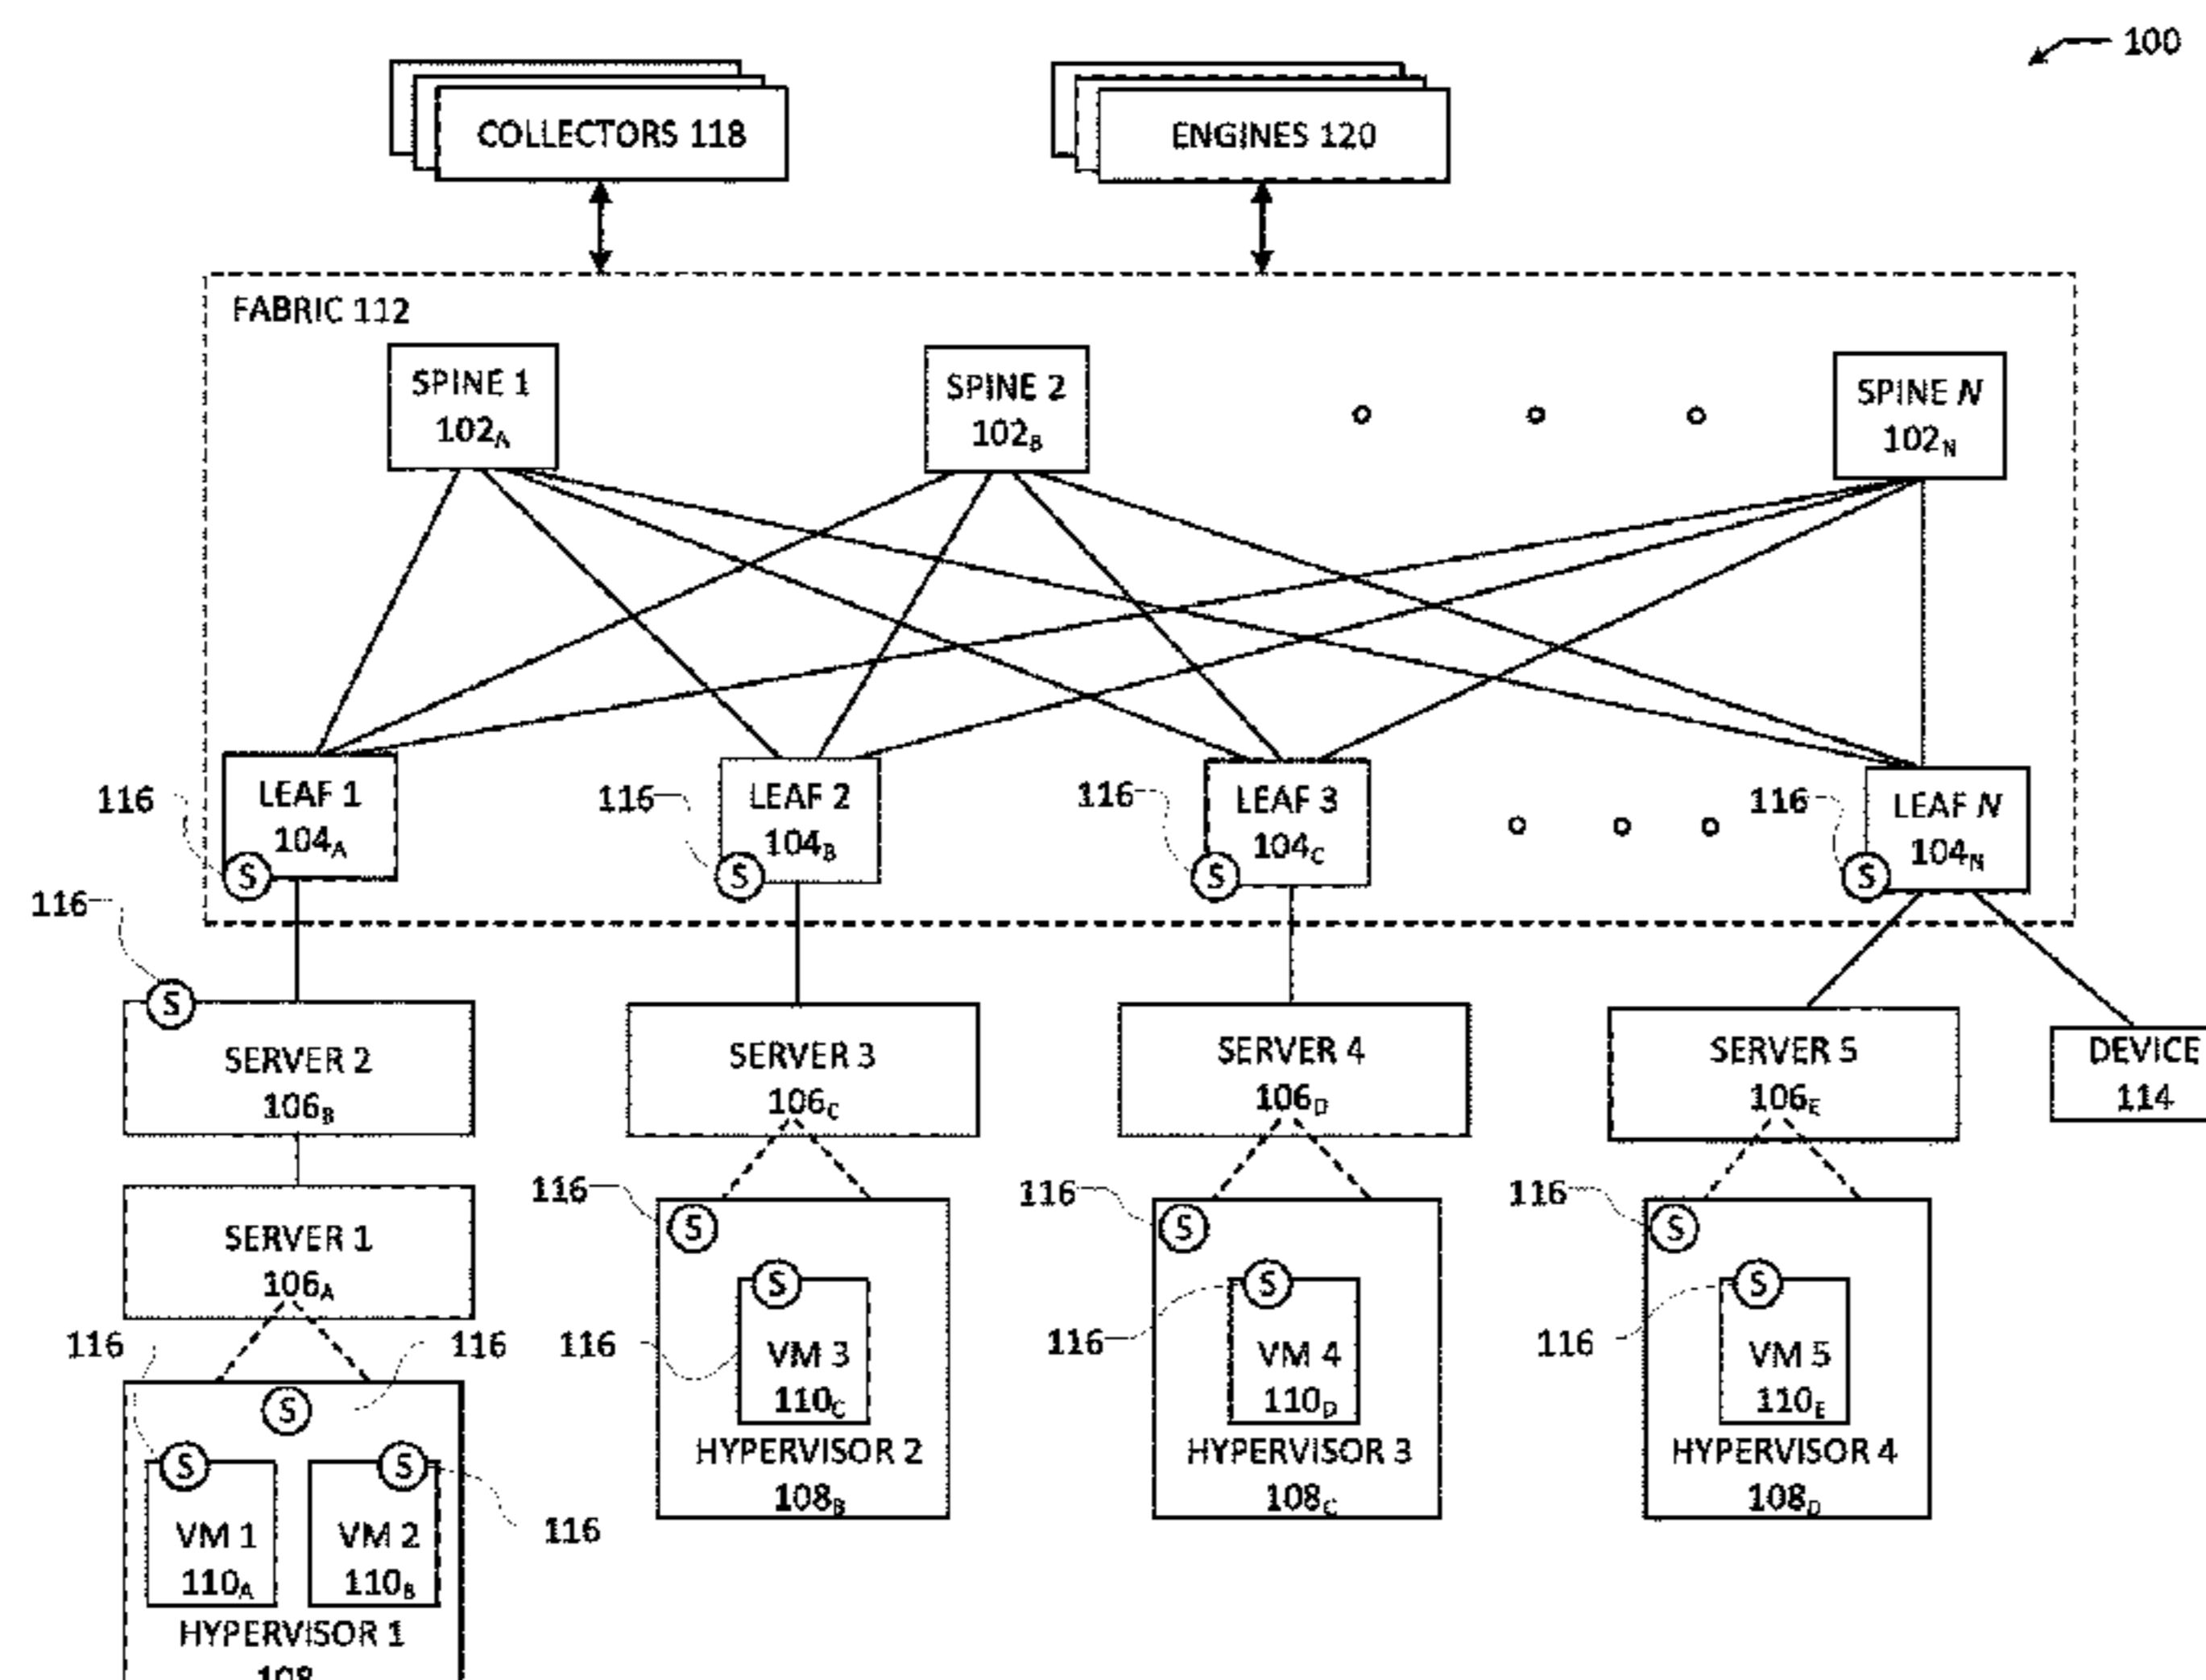 100
COLLECTORS 118
ENGINES 120
FABRIC 112
SPINE 1
102A
SPINE 2
102B
SPINE N
102N
LEAF 1
104A
LEAF 2
104B
LEAF 3
104C
LEAF N
104N
116
116
116
116
S
S
S
S
116
S
SERVER 2
106B
SERVER 3
106C
SERVER 4
106D
SERVER 5
106E
DEVICE
114
SERVER 1
106A
116
S
116
S
116
S
116
116
S
116
S
VM 3
110C
HYPERVISOR 2
108B
116
S
VM 4
110D
HYPERVISOR 3
108C
116
S
VM 5
110E
HYPERVISOR 4
108D
S
S
S
116
VM 1
110A
VM 2
110B
HYPERVISOR 1
108